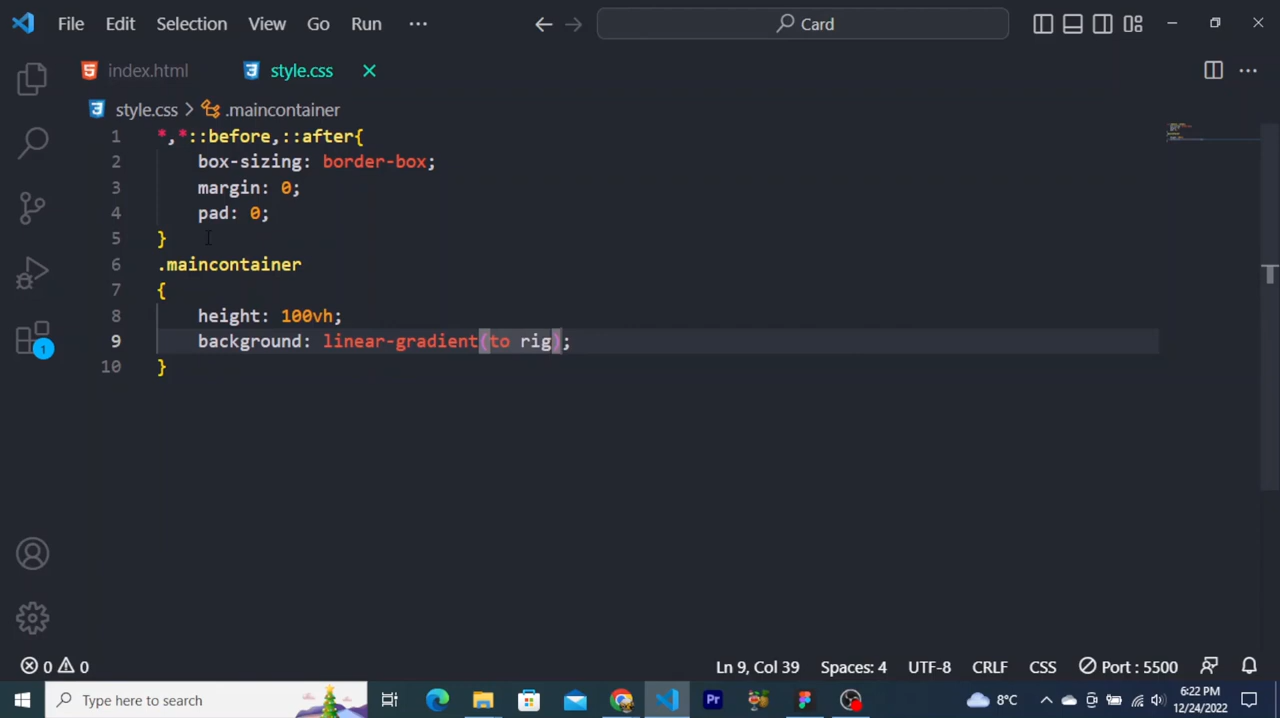 File Edit Selection View Go Run ··· Card
index.html style.css
style.css > .maincontainer
1 *,*::before,::after{
2 box-sizing: border-box;
3 margin: 0;
4 pad: 0;
5 }
6 .maincontainer
7 {
8 height: 100vh;
9 background: linear-gradient(to rig);
10 }
1
0 0 Ln 9, Col 39 Spaces: 4 UTF-8 CRLF CSS Port : 5500
Type here to search Pr 8°C 6:22 PM
12/24/2022